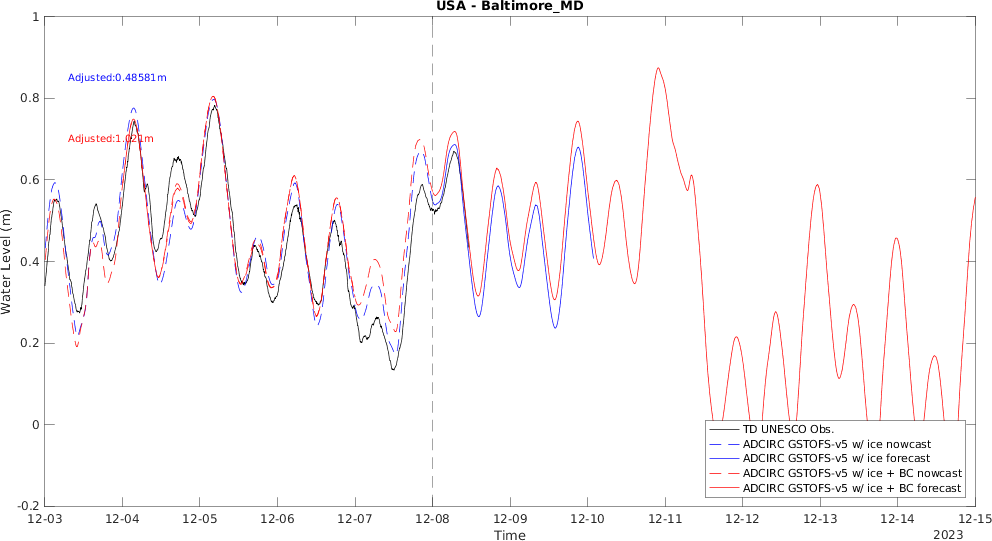 USA - Baltimore_MD
1
Adjusted:0.48581m
0.8
Adjusted:1.021m
0.6
0.4
0.2
0
-0.2
Water Level (m)
TD UNESCO Obs.
ADCIRC GSTOFS-v5 w/ ice nowcast
ADCIRC GSTOFS-v5 w/ ice forecast
ADCIRC GSTOFS-v5 w/ ice + BC nowcast
ADCIRC GSTOFS-v5 w/ ice + BC forecast
12-03 12-04 12-05 12-06 12-07 12-08 12-09 12-10 12-11 12-12 12-13 12-14 12-15
Time
2023